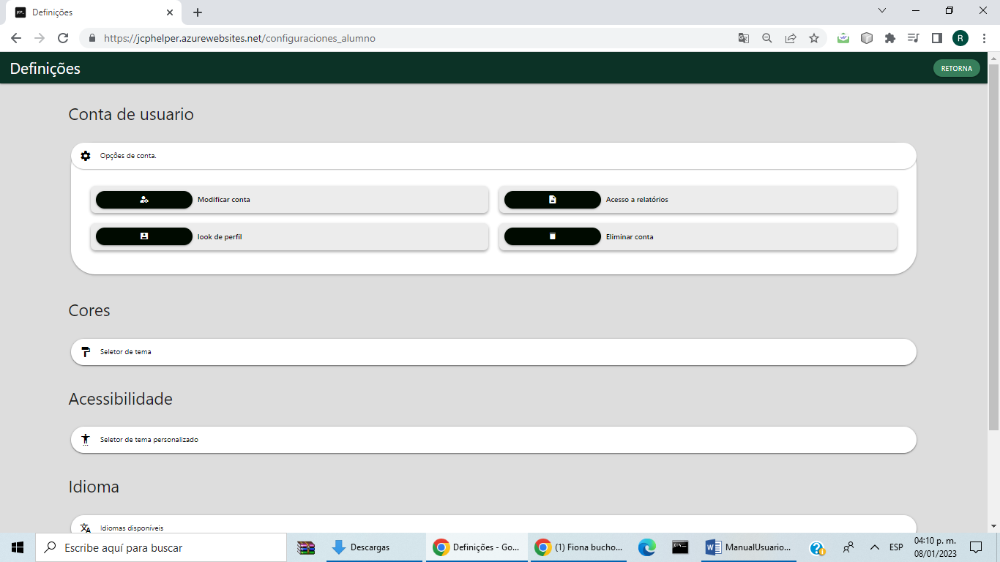 Definições
https://jcphelper.azurewebsites.net/configuraciones_alumno
R
Definições
RETORNA
Conta de usuario
Opções de conta.
Modificar conta
Acesso a relatórios
look de perfil
Eliminar conta
Cores
Seletor de tema
Acessibilidade
Seletor de tema personalizado
Idioma
Idiomas disponíveis
Escribe aquí para buscar
Descargas
Definições - Go...
(1) Fiona bucho...
ManualUsuario...
ESP
04:10 p. m.
08/01/2023